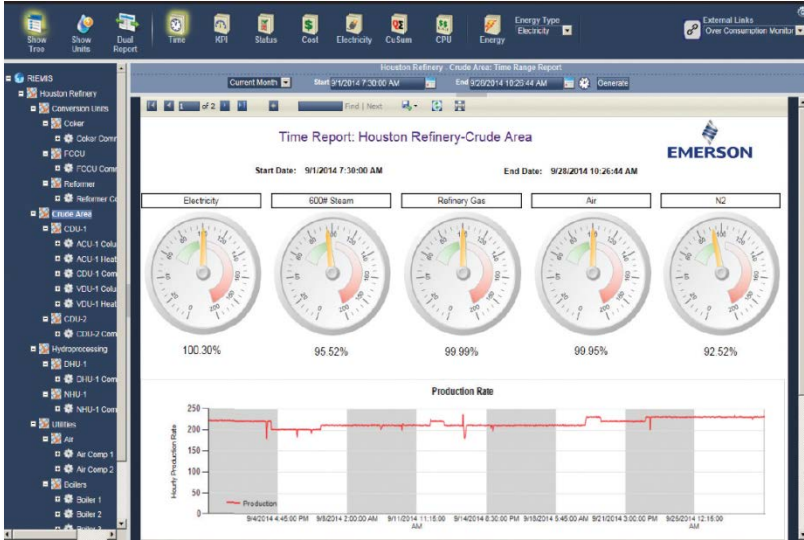 Show Tree
Show Units
Dual Report
Time
KPI
Status
Cost
Electricity
CuSum
CPU
Energy
Energy Type
Electricity
External Links
Over Consumption Monitor
Houston Refinery - Crude Area: Time Range Report
Current Month Start 9/1/2014 7:30:00 AM End 9/28/2014 10:26:44 AM Generate
1 of 2 Find | Next
RIEMIS
Houston Refinery
Conversion Units
Coker
Coker Comm
FCCU
FCCU Comm
Reformer
Reformer Co
Crude Area
CDU-1
ACU-1 Colu
ACU-1 Heat
CDU-1 Com
VDU-1 Colu
VDU-1 Heat
CDU-2
CDU-2 Com
Hydroprocessing
DHU-1
DHU-1 Com
NHU-1
NHU-1 Com
Utilities
Air
Air Comp 1
Air Comp 2
Boilers
Boiler 1
Boiler 2
Boiler 3
Time Report: Houston Refinery-Crude Area
EMERSON
Start Date: 9/1/2014 7:30:00 AM End Date: 9/28/2014 10:26:44 AM
Electricity 600# Steam Refinery Gas Air N2
100.30% 95.52% 99.99% 99.95% 92.52%
Production Rate
Hourly Production Rate
250
200
150
100
50
0
Production
9/4/2014 4:45:00 PM 9/8/2014 2:00:00 AM 9/11/2014 11:15:00 AM 9/14/2014 8:30:00 PM 9/18/2014 5:45:00 AM 9/21/2014 3:00:00 PM 9/25/2014 12:15:00 AM